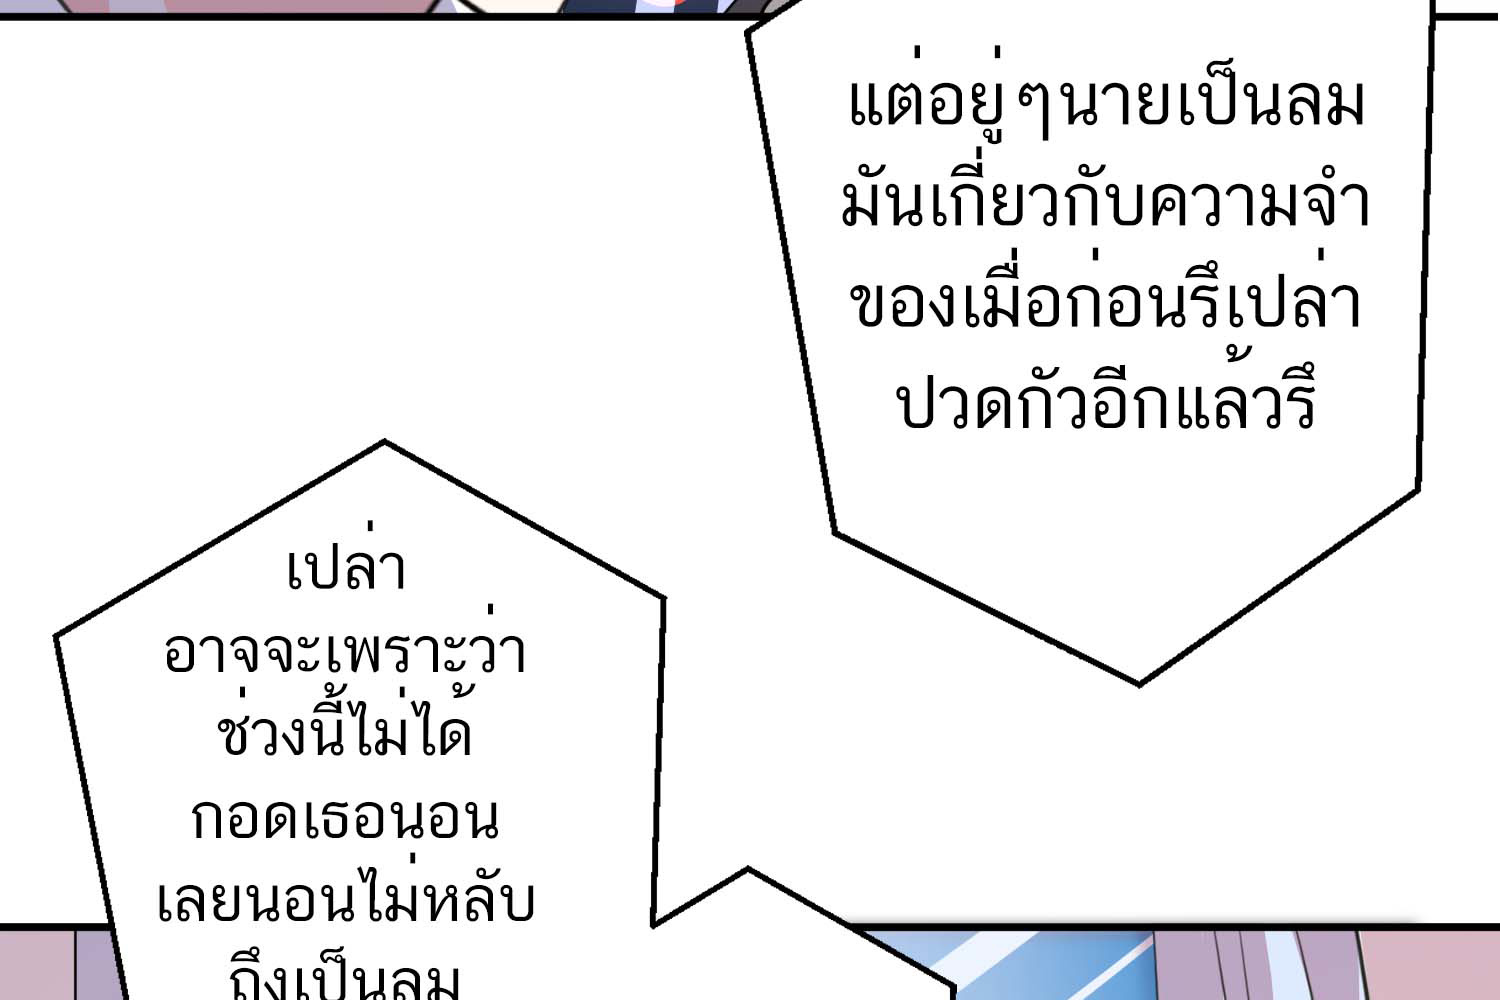 แต่อยู่ๆนายเป็นลม
มันเกี่ยวกับความจำ
ของเมื่อก่อนรึเปล่า
ปวดกัวอีกแล้วรึ
เปล่า
อาจจะเพราะว่า
ช่วงนี้ไม่ได้
กอดเธอนอน
เลยนอนไม่หลับ
ถึงเป็นลม